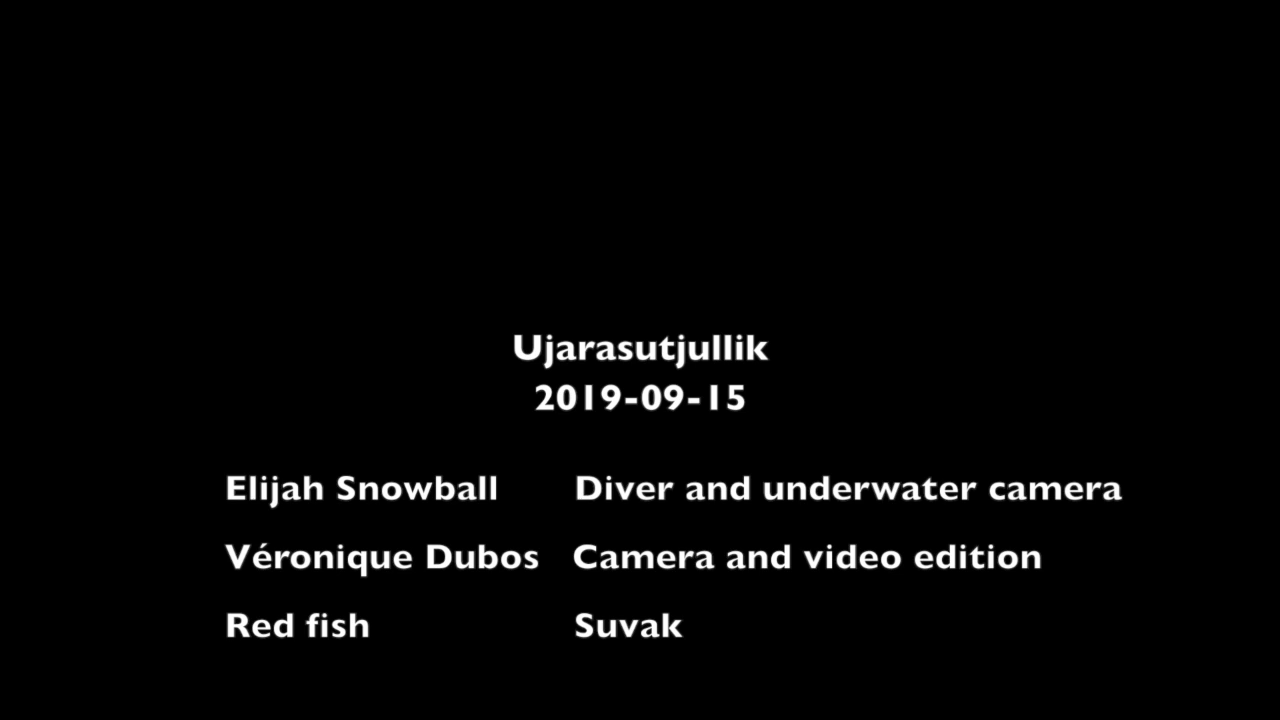 Ujarasutjullik
2019-09-15
Elijah Snowball Diver and underwater camera
Véronique Dubos Camera and video edition
Red fish Suvak